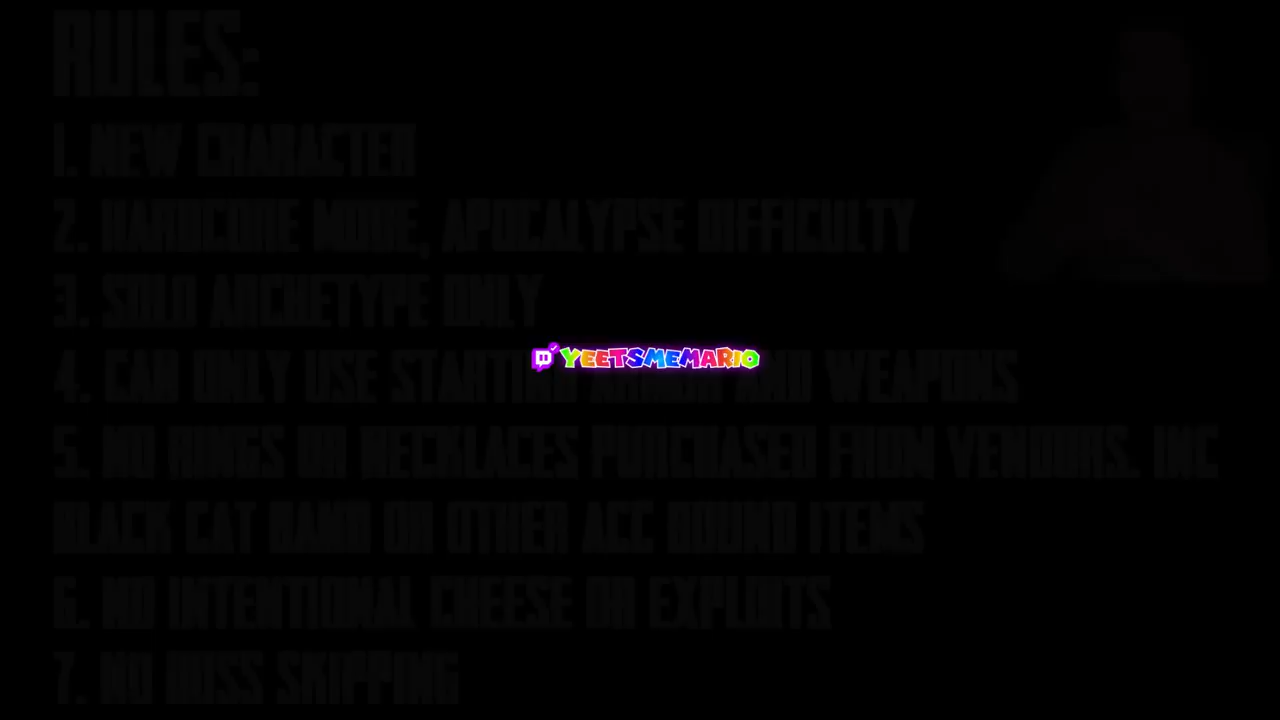 RULES:
1. NEW CHARACTER
2. HARDCORE MODE, APOCALYPSE DIFFICULTY
3. SOLO ARCHETYPE ONLY
YEETSMEMARIO
4. CAN ONLY USE STARTING ARMOR AND WEAPONS
5. NO RINGS OR NECKLACES PURCHASED FROM VENDORS. INC
BLACK CAT BAND OR OTHER ACC BOUND ITEMS
6. NO INTENTIONAL CHEESE OR EXPLOITS
7. NO BOSS SKIPPING